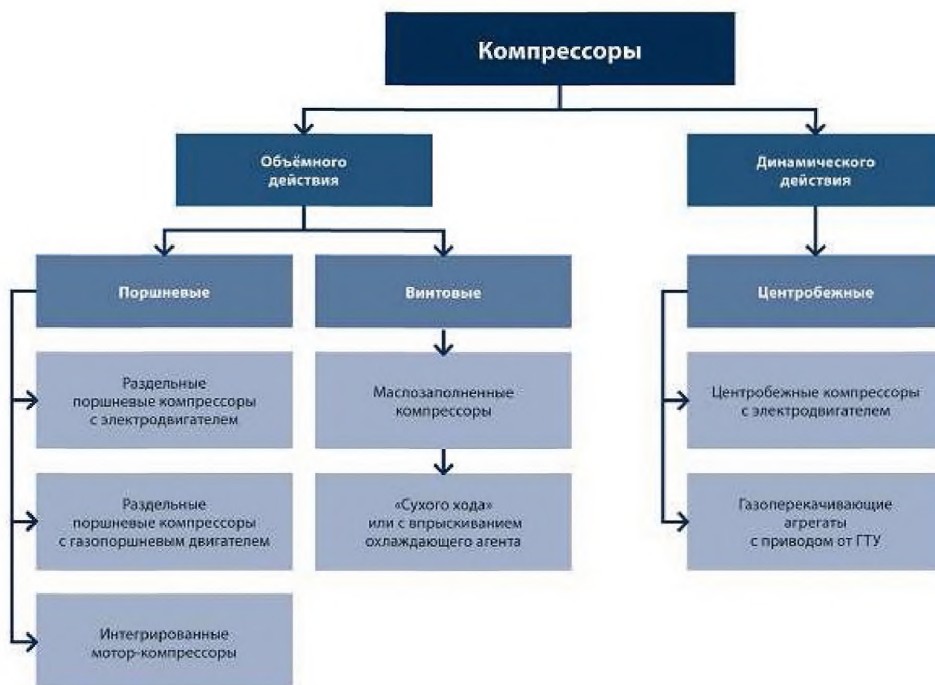 Компрессоры
Объёмного
действия
Динамического
действия
Поршневые
Винтовые
Центробежные
Раздельные
поршневые компрессоры
с электродвигателем
Маслозаполненные
компрессоры
Центробежные компрессоры
с электродвигателем
Раздельные
поршневые компрессоры
с газопоршневым двигателем
«Сухого хода»
или с впрыскиванием
охлаждающего агента
Газоперекачивающие
агрегаты
с приводом от ГТУ
Интегрированные
мотор-компрессоры